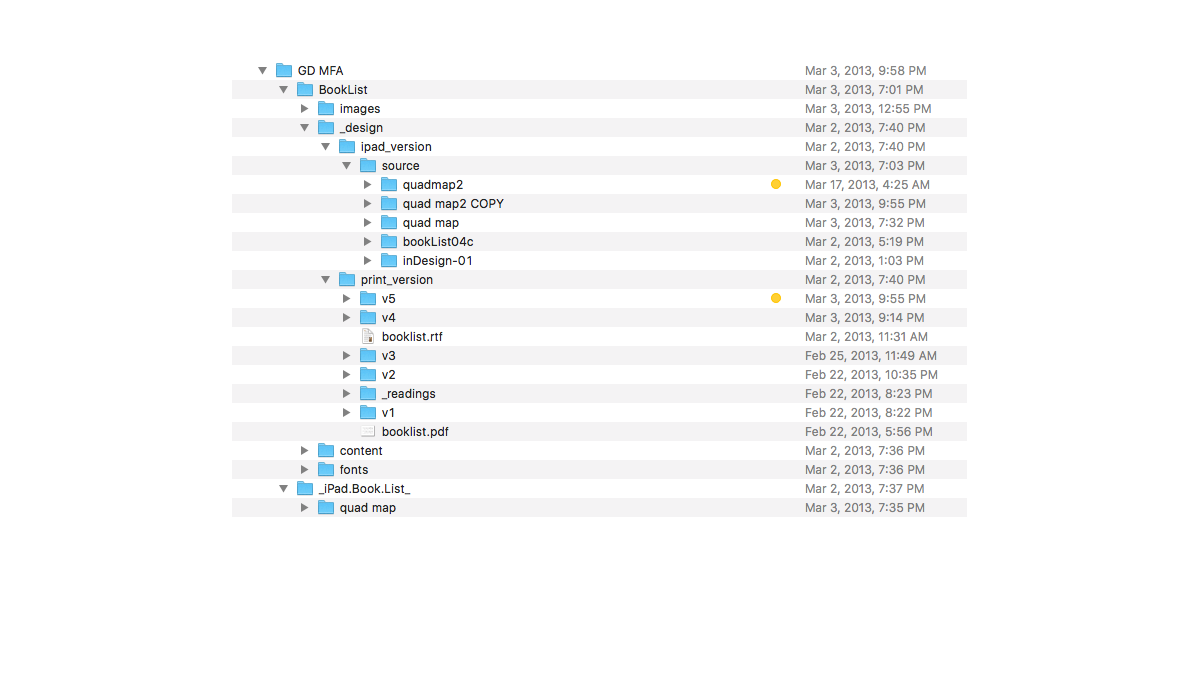 GD MFA Mar 3, 2013, 9:58 PM
BookList Mar 3, 2013, 7:01 PM
images Mar 3, 2013, 12:55 PM
_design Mar 2, 2013, 7:40 PM
ipad_version Mar 2, 2013, 7:40 PM
source Mar 3, 2013, 7:03 PM
quadmap2 Mar 17, 2013, 4:25 AM
quad map2 COPY Mar 3, 2013, 9:55 PM
quad map Mar 3, 2013, 7:32 PM
bookList04c Mar 2, 2013, 5:19 PM
inDesign-01 Mar 2, 2013, 1:03 PM
print_version Mar 2, 2013, 7:40 PM
v5 Mar 3, 2013, 9:55 PM
v4 Mar 3, 2013, 9:14 PM
booklist.rtf Mar 2, 2013, 11:31 AM
v3 Feb 25, 2013, 11:49 AM
v2 Feb 22, 2013, 10:35 PM
_readings Feb 22, 2013, 8:23 PM
v1 Feb 22, 2013, 8:22 PM
booklist.pdf Feb 22, 2013, 5:56 PM
content Mar 2, 2013, 7:36 PM
fonts Mar 2, 2013, 7:36 PM
_iPad.Book.List_ Mar 2, 2013, 7:37 PM
quad map Mar 3, 2013, 7:35 PM